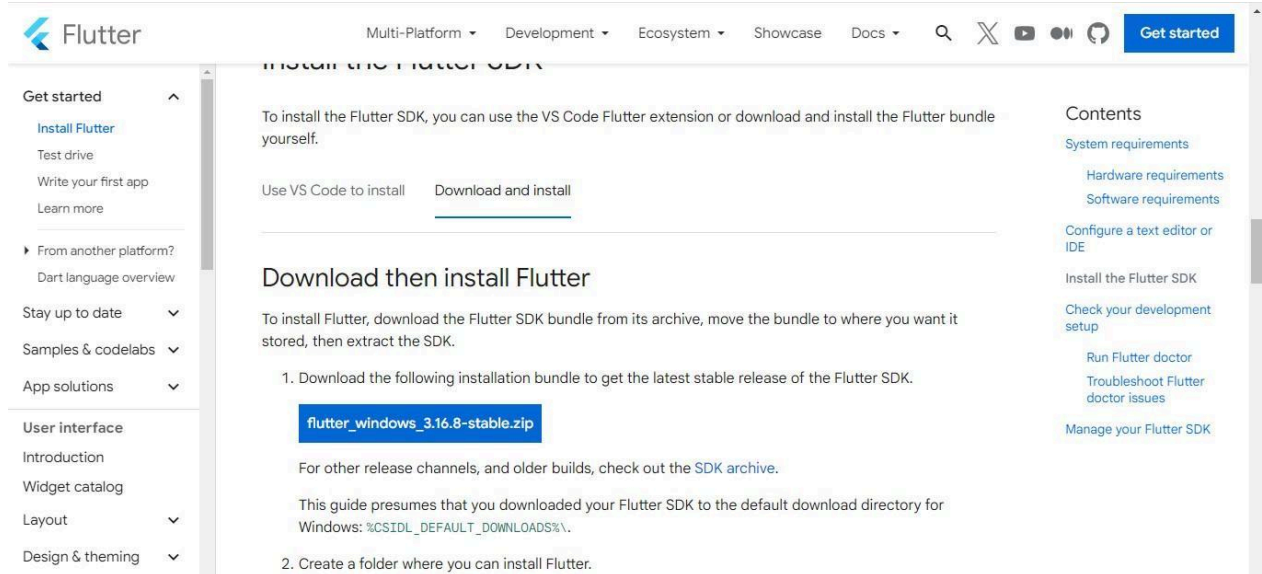 Flutter
Multi-Platform
Development
Ecosystem
Showcase
Docs
Get started
Get started
Install Flutter
Test drive
Write your first app
Learn more
From another platform?
Dart language overview
Stay up to date
Samples & codelabs
App solutions
User interface
Introduction
Widget catalog
Layout
Design & theming
Install the Flutter SDK
To install the Flutter SDK, you can use the VS Code Flutter extension or download and install the Flutter bundle
yourself.
Use VS Code to install
Download and install
Download then install Flutter
To install Flutter, download the Flutter SDK bundle from its archive, move the bundle to where you want it
stored, then extract the SDK.
1. Download the following installation bundle to get the latest stable release of the Flutter SDK.
flutter_windows_3.16.8-stable.zip
For other release channels, and older builds, check out the SDK archive.
This guide presumes that you downloaded your Flutter SDK to the default download directory for
Windows: %CSIDL_DEFAULT_DOWNLOADS%\.
2. Create a folder where you can install Flutter.
Contents
System requirements
Hardware requirements
Software requirements
Configure a text editor or
IDE
Install the Flutter SDK
Check your development
setup
Run Flutter doctor
Troubleshoot Flutter
doctor issues
Manage your Flutter SDK